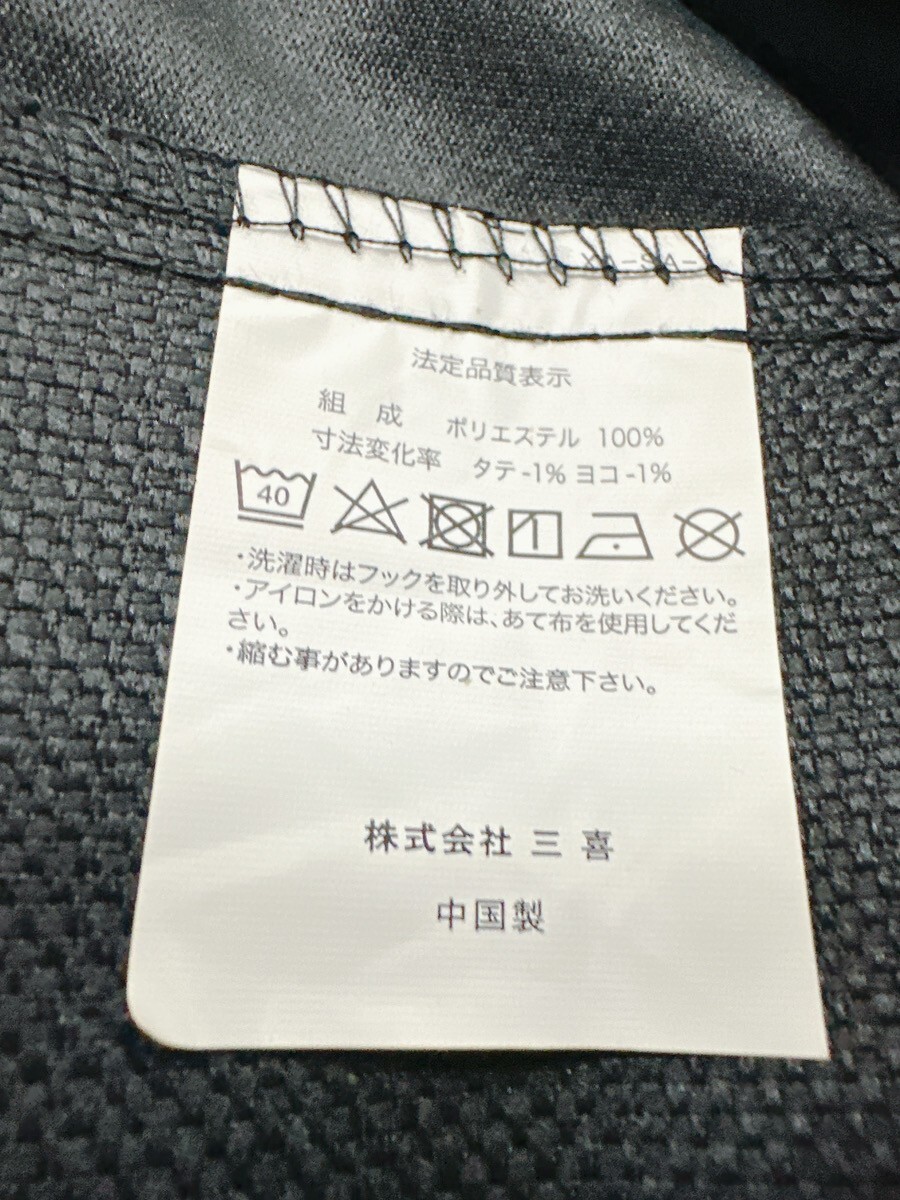 法定品質表示
組 成 ポリエステル 100%
寸法変化率 タテ-1% ヨコ-1%
40
・洗濯時はフックを取り外してお洗いください。
・アイロンをかける際は、あて布を使用してくだ
さい。
・縮む事がありますのでご注意下さい。
株式会社 三 喜
中国製